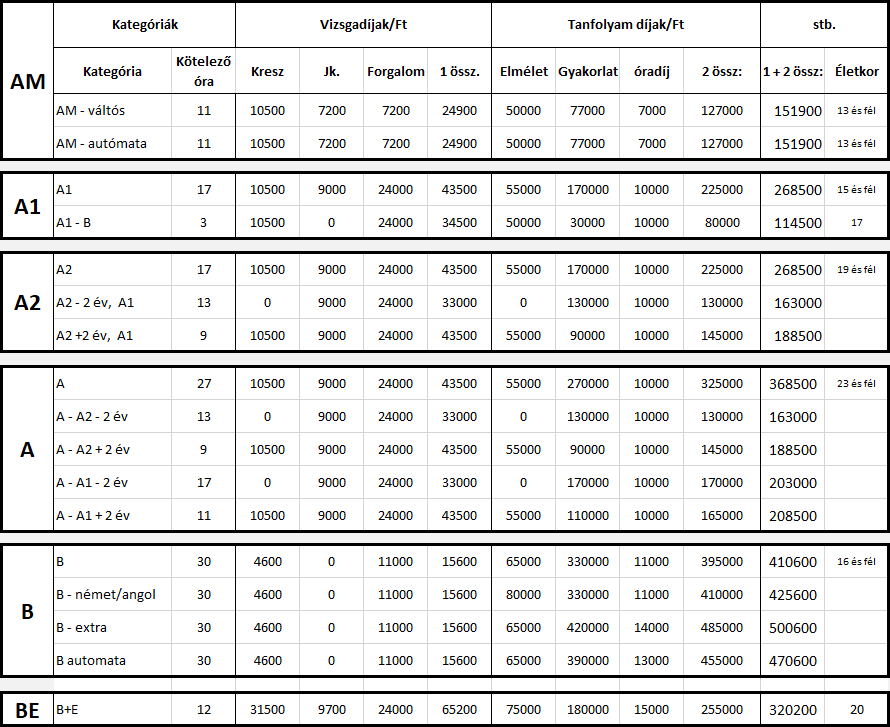 Kategóriák Vizsgadíjak/Ft Tanfolyam díjak/Ft stb.
AM Kategória Kötelező óra Kresz Jk. Forgalom 1 össz. Elmélet Gyakorlat óradíj 2 össz: 1 + 2 össz: Életkor
AM - váltós 11 10500 7200 7200 24900 50000 77000 7000 127000 151900 13 és fél
AM - autómata 11 10500 7200 7200 24900 50000 77000 7000 127000 151900 13 és fél
A1 A1 17 10500 9000 24000 43500 55000 170000 10000 225000 268500 15 és fél
A1 - B 3 10500 0 24000 34500 50000 30000 10000 80000 114500 17
A2 A2 17 10500 9000 24000 43500 55000 170000 10000 225000 268500 19 és fél
A2 - 2 év, A1 13 0 9000 24000 33000 0 130000 10000 130000 163000
A2 +2 év, A1 9 10500 9000 24000 43500 55000 90000 10000 145000 188500
A A 27 10500 9000 24000 43500 55000 270000 10000 325000 368500 23 és fél
A - A2 - 2 év 13 0 9000 24000 33000 0 130000 10000 130000 163000
A - A2 + 2 év 9 10500 9000 24000 43500 55000 90000 10000 145000 188500
A - A1 - 2 év 17 0 9000 24000 33000 0 170000 10000 170000 203000
A - A1 + 2 év 11 10500 9000 24000 43500 55000 110000 10000 165000 208500
B B 30 4600 0 11000 15600 65000 330000 11000 395000 410600 16 és fél
B - német/angol 30 4600 0 11000 15600 80000 330000 11000 410000 425600
B - extra 30 4600 0 11000 15600 65000 420000 14000 485000 500600
B automata 30 4600 0 11000 15600 65000 390000 13000 455000 470600
BE B+E 12 31500 9700 24000 65200 75000 180000 15000 255000 320200 20